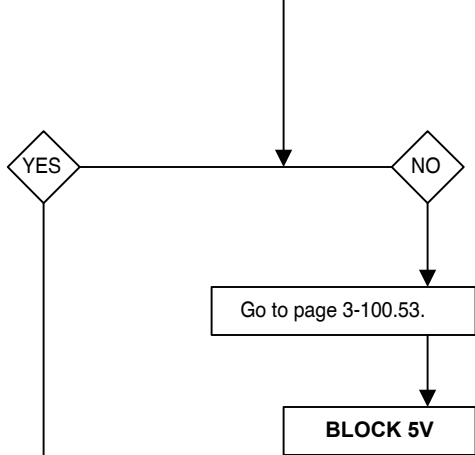 YES
NO
Go to page 3-100.53.
BLOCK 5V